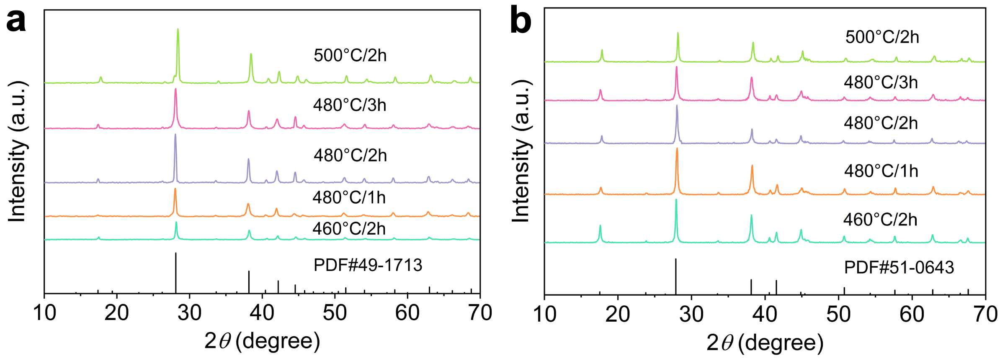 a
Intensity (a.u.)
500°C/2h
480°C/3h
480°C/2h
480°C/1h
460°C/2h
PDF#49-1713
10 20 30 40 50 60 70
2θ (degree)
b
Intensity (a.u.)
500°C/2h
480°C/3h
480°C/2h
480°C/1h
460°C/2h
PDF#51-0643
10 20 30 40 50 60 70
2θ (degree)